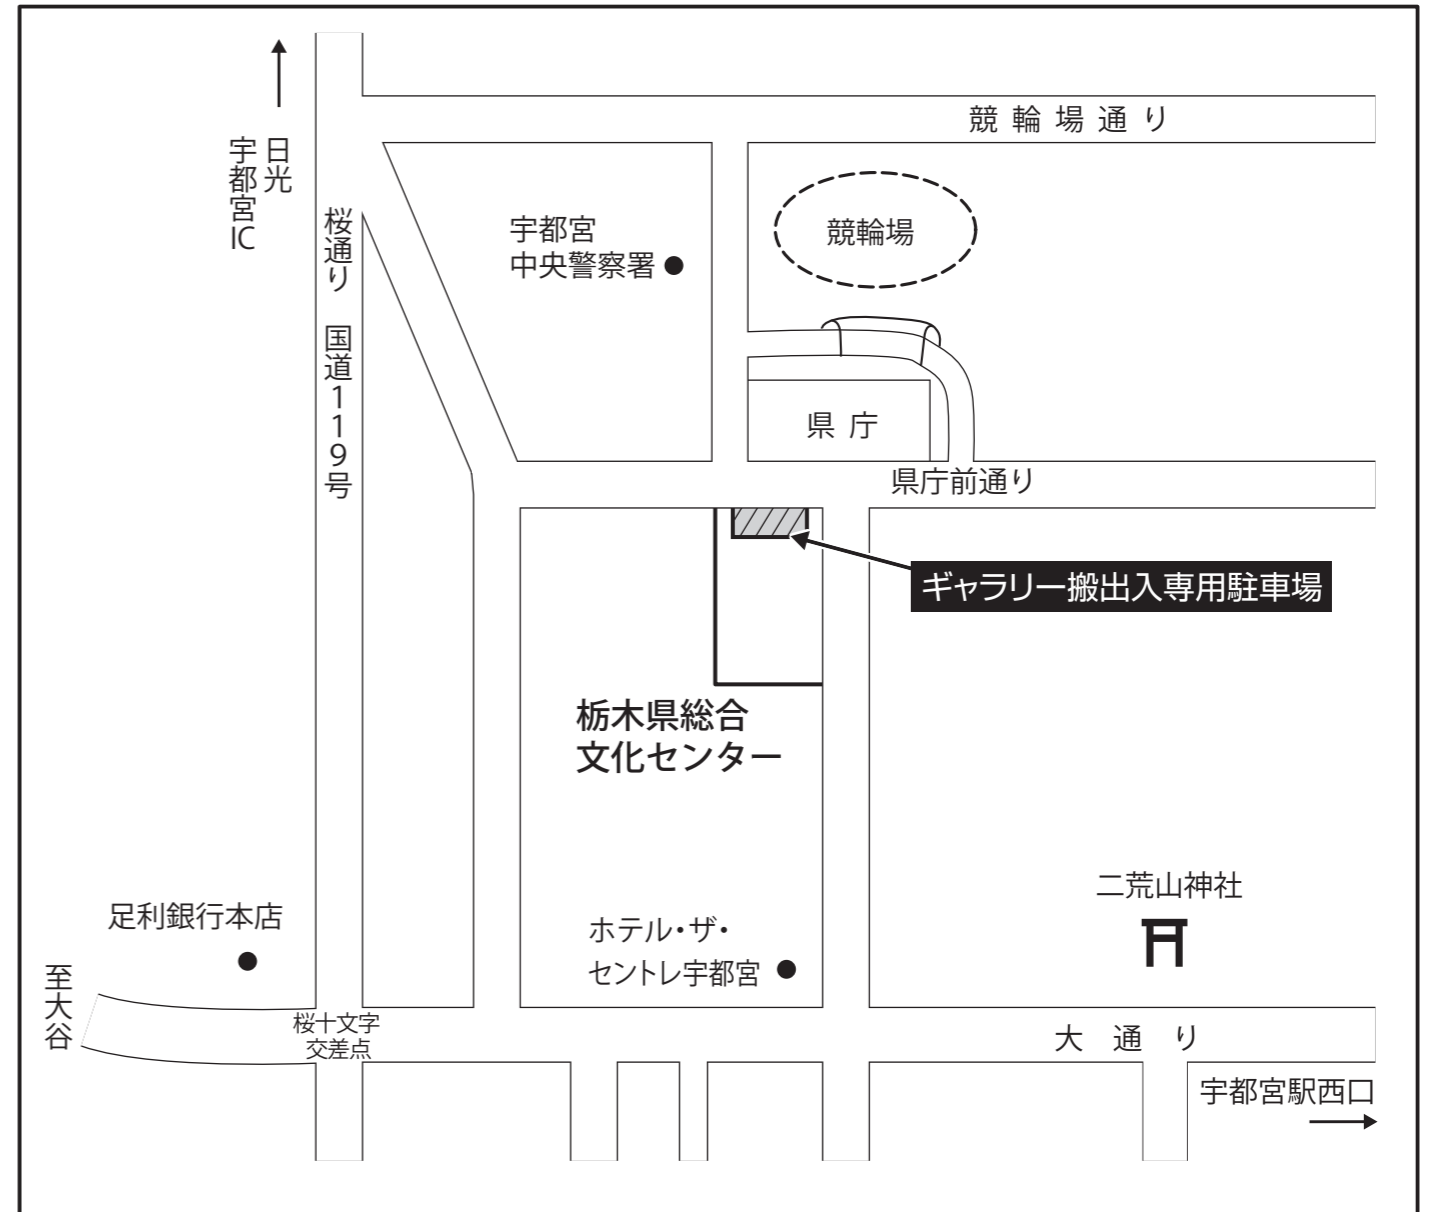 競輪場通り
日光
宇都宮IC
桜通り 国道119号
宇都宮
中央警察署
競輪場
県庁
県庁前通り
ギャラリー搬出入専用駐車場
栃木県総合
文化センター
二荒山神社
足利銀行本店
ホテル・ザ・
セントレ宇都宮
至大谷
桜十文字
交差点
大通り
宇都宮駅西口